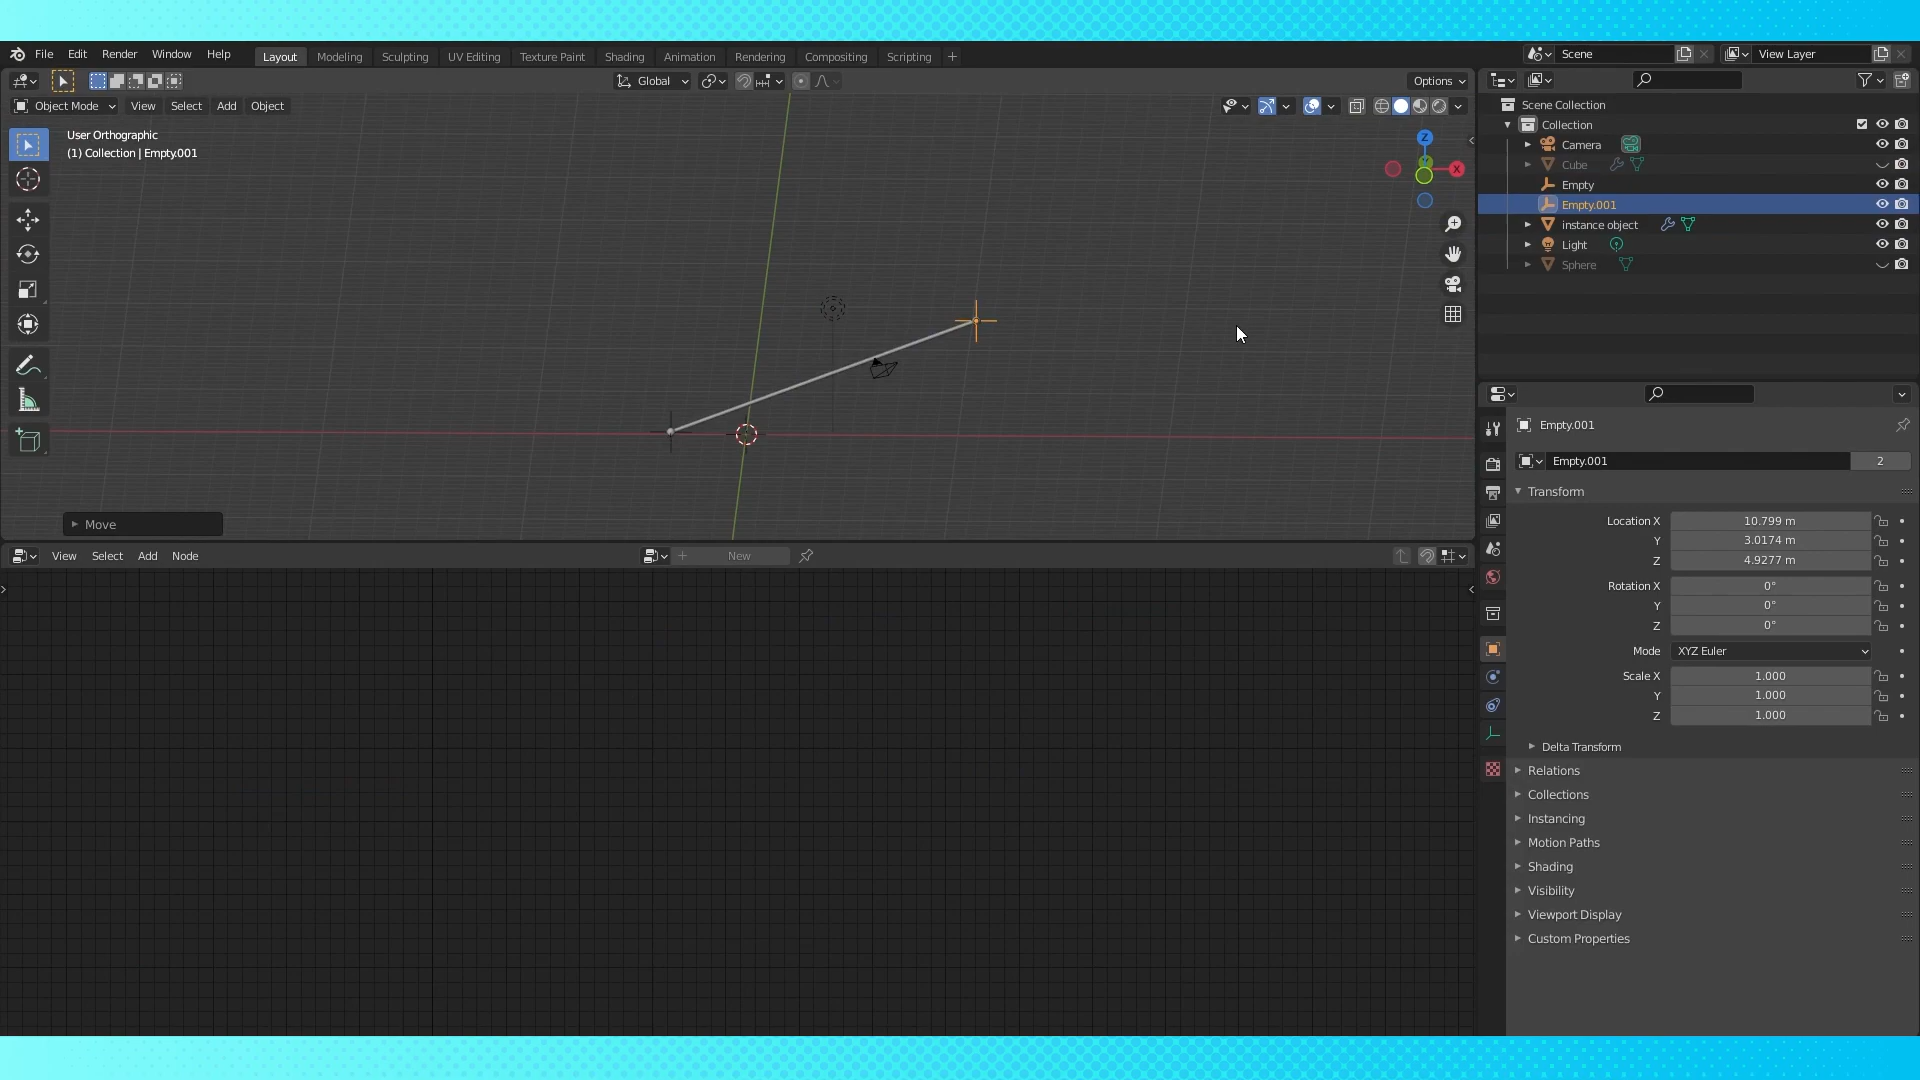 File Edit Render Window Help Layout Modeling Sculpting UV Editing Texture Paint Shading Animation Rendering Compositing Scripting + Scene View Layer
Global Options
Object Mode View Select Add Object
User Orthographic
(1) Collection | Empty.001
Z
X
Move
View Select Add Node New
Scene Collection
Collection
Camera
Cube
Empty
Empty.001
instance object
Light
Sphere
Empty.001
Empty.001 2
Transform
Location X 10.799 m
Y 3.0174 m
Z 4.9277 m
Rotation X 0°
Y 0°
Z 0°
Mode XYZ Euler
Scale X 1.000
Y 1.000
Z 1.000
Delta Transform
Relations
Collections
Instancing
Motion Paths
Shading
Visibility
Viewport Display
Custom Properties